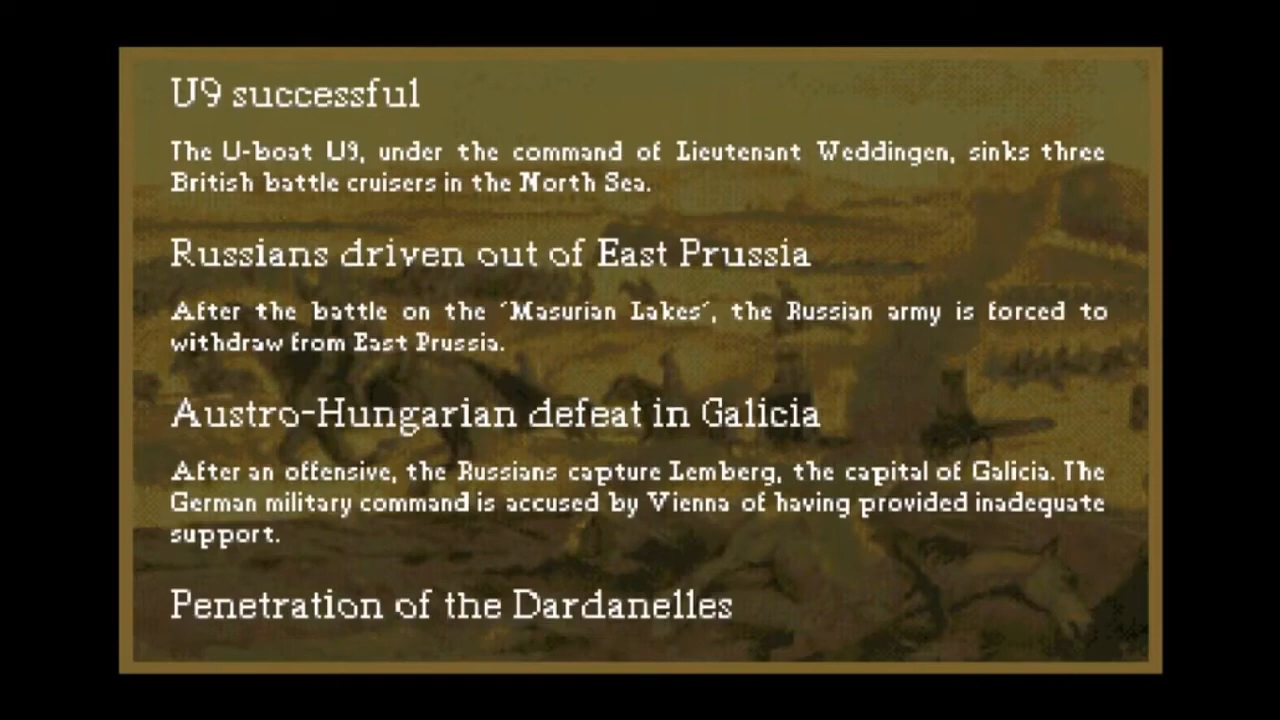 U9 successful
The U-boat U9, under the command of Lieutenant Weddingen, sinks three
British battle cruisers in the North Sea.
Russians driven out of East Prussia
After the battle on the ´Masurian Lakes´, the Russian army is forced to
withdraw from East Prussia.
Austro-Hungarian defeat in Galicia
After an offensive, the Russians capture Lemberg, the capital of Galicia. The
German military command is accused by Vienna of having provided inadequate
support.
Penetration of the Dardanelles